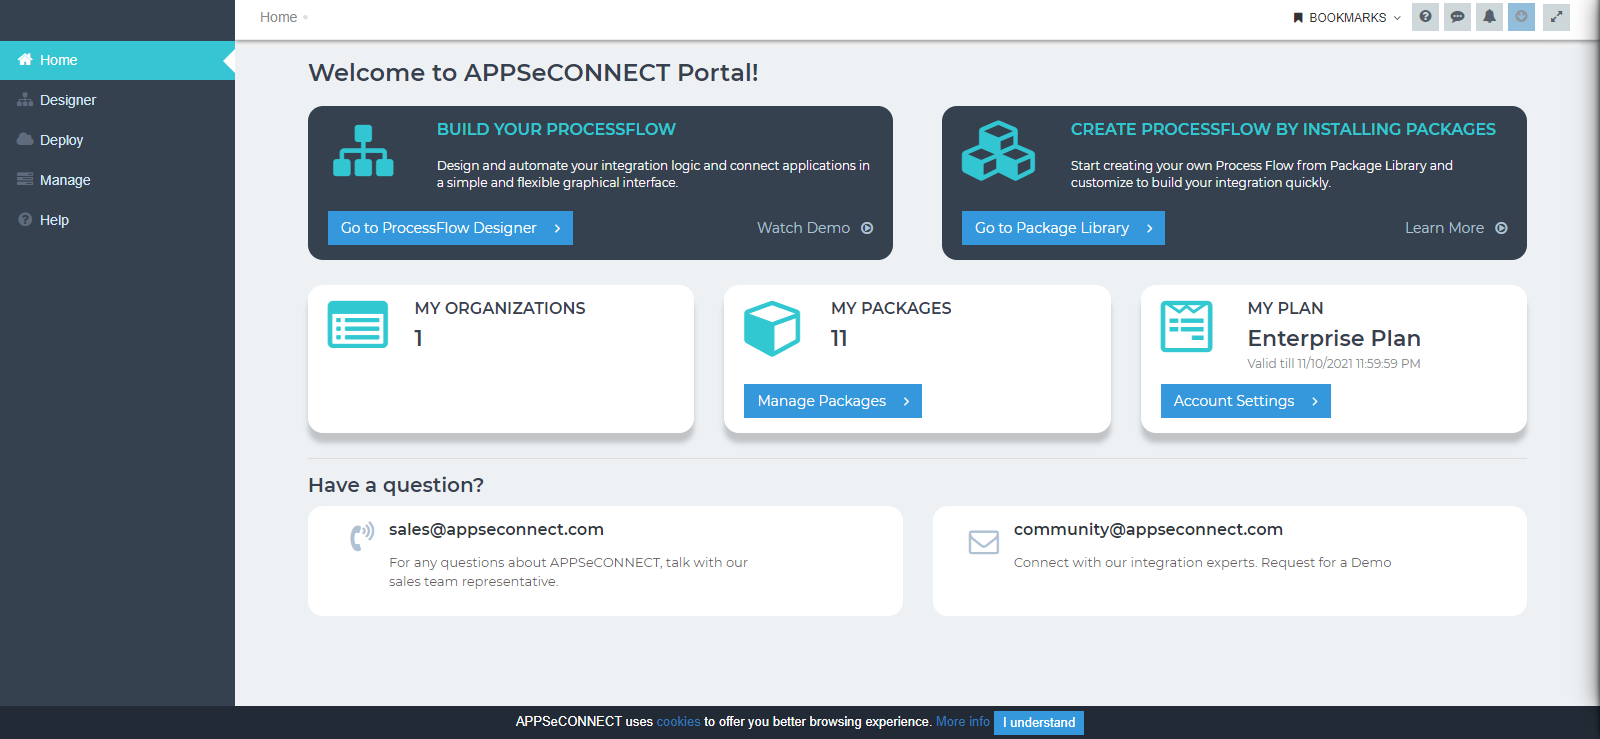 Home
BOOKMARKS
Home
Designer
Deploy
Manage
Help
Welcome to APPSeCONNECT Portal!
BUILD YOUR PROCESSFLOW
Design and automate your integration logic and connect applications in
a simple and flexible graphical interface.
Go to ProcessFlow Designer
Watch Demo
CREATE PROCESSFLOW BY INSTALLING PACKAGES
Start creating your own Process Flow from Package Library and
customize to build your integration quickly.
Go to Package Library
Learn More
MY ORGANIZATIONS
1
MY PACKAGES
11
Manage Packages
MY PLAN
Enterprise Plan
Valid till 11/10/2021 11:59:59 PM
Account Settings
Have a question?
sales@appseconnect.com
For any questions about APPSeCONNECT, talk with our
sales team representative.
community@appseconnect.com
Connect with our integration experts. Request for a Demo
APPSeCONNECT uses cookies to offer you better browsing experience. More info I understand